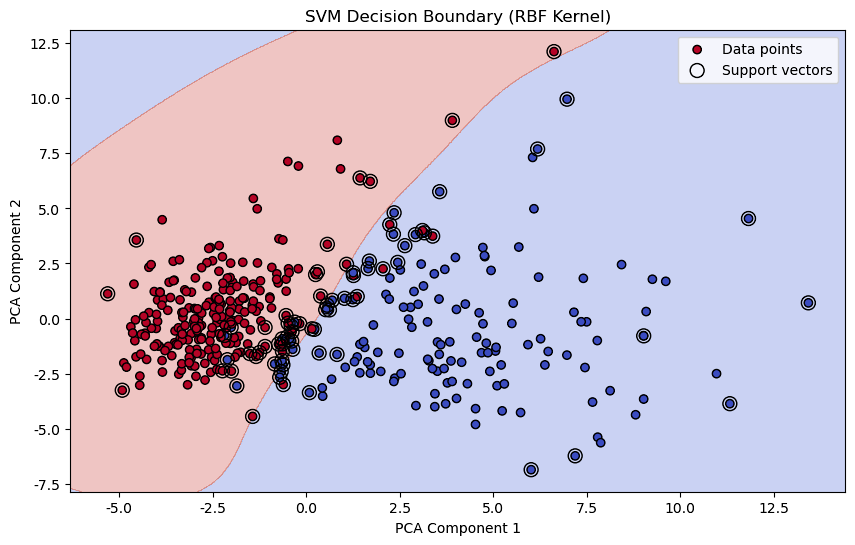 SVM Decision Boundary (RBF Kernel)
Data points
Support vectors
12.5
10.0
7.5
5.0
2.5
0.0
-2.5
-5.0
-7.5
PCA Component 2
-5.0 -2.5 0.0 2.5 5.0 7.5 10.0 12.5
PCA Component 1